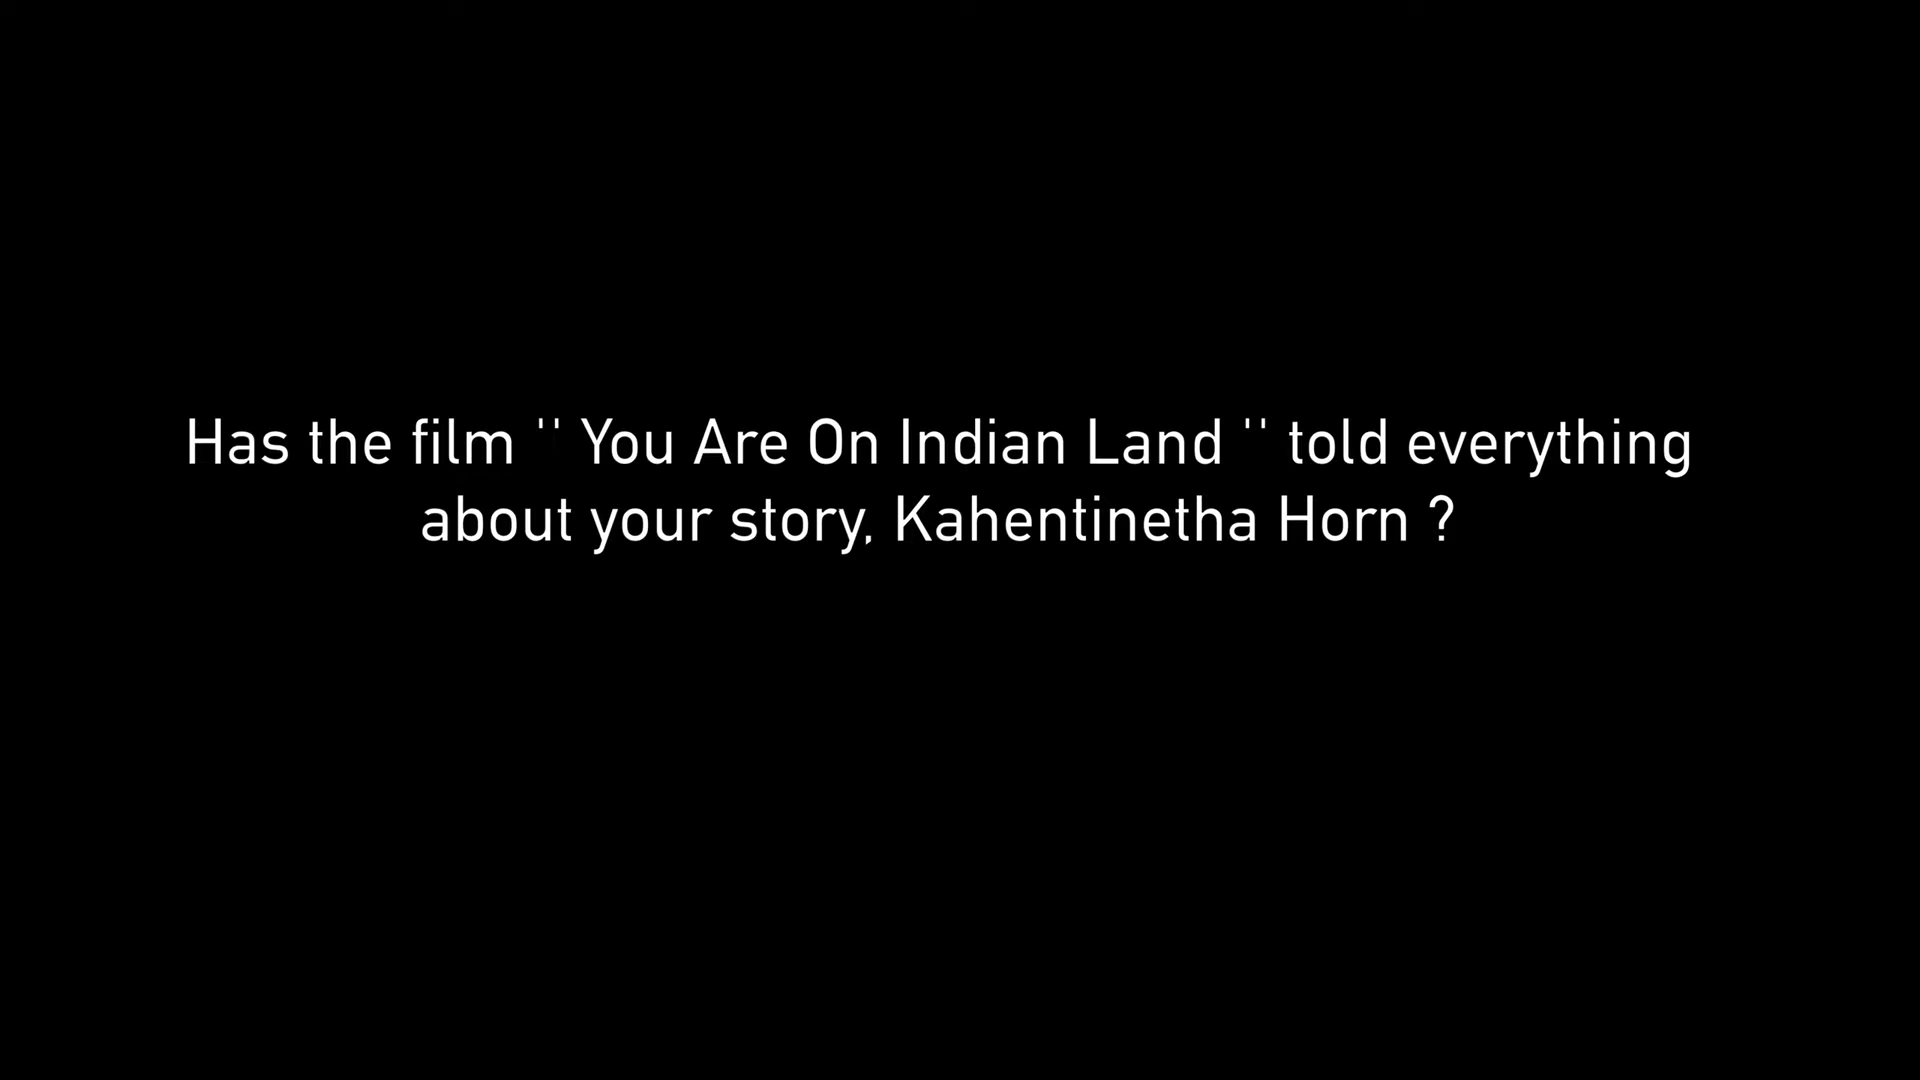 Has the film '' You Are On Indian Land '' told everything
about your story, Kahentinetha Horn ?